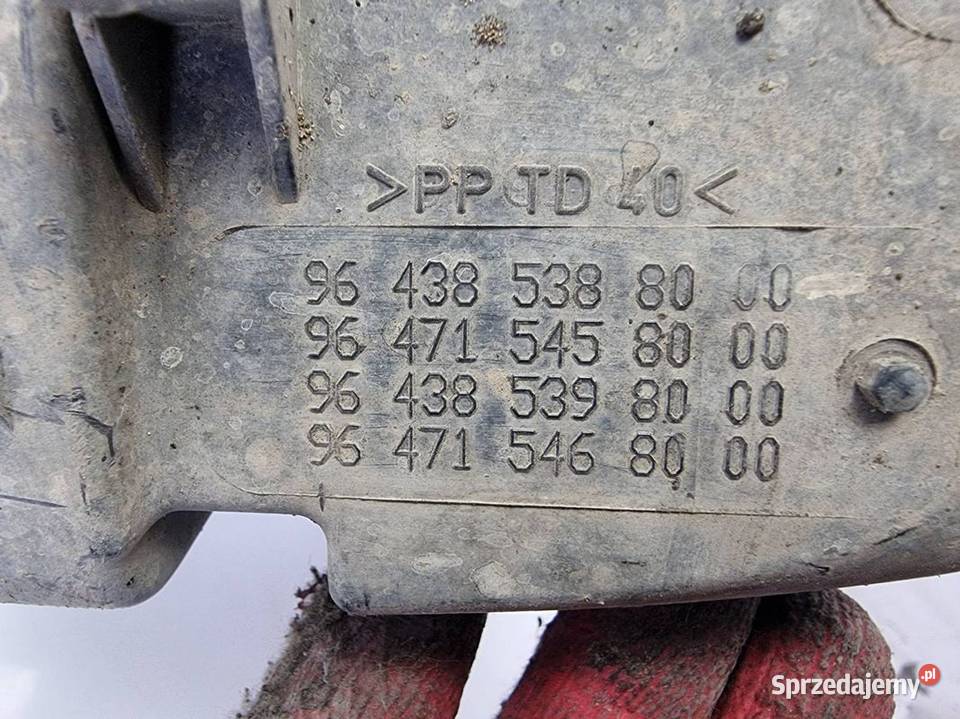 >PP TD 40<
96 438 538 80 00
96 471 545 80 00
96 438 539 80 00
96 471 546 80 00
Sprzedajemy.pl